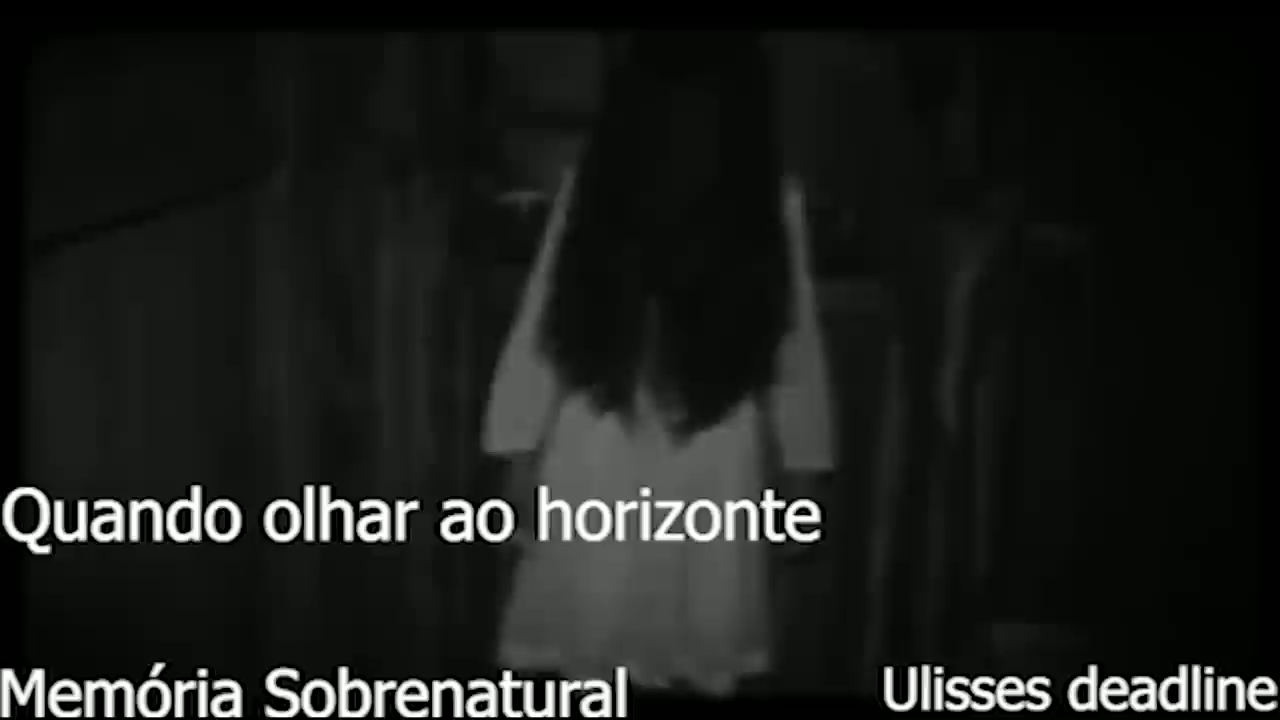 Quando olhar ao horizonte
Memória Sobrenatural
Ulisses deadline